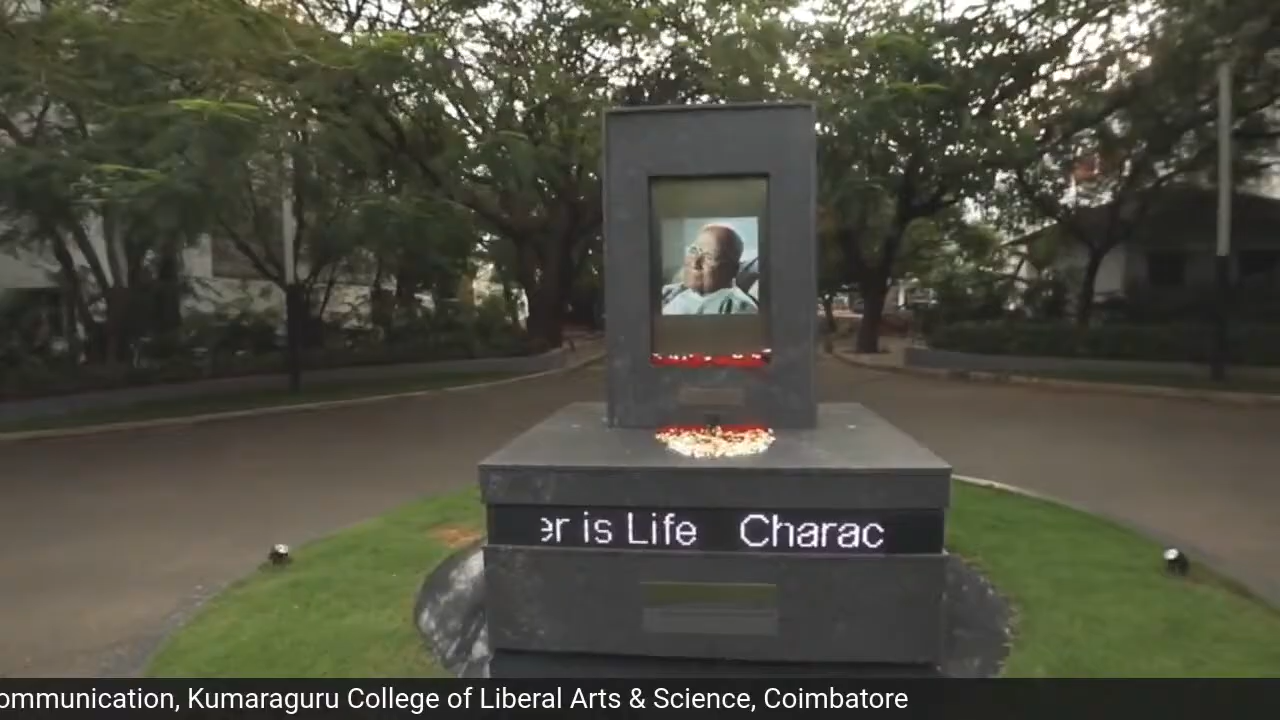 er is Life Charac
ommunication, Kumaraguru College of Liberal Arts & Science, Coimbatore